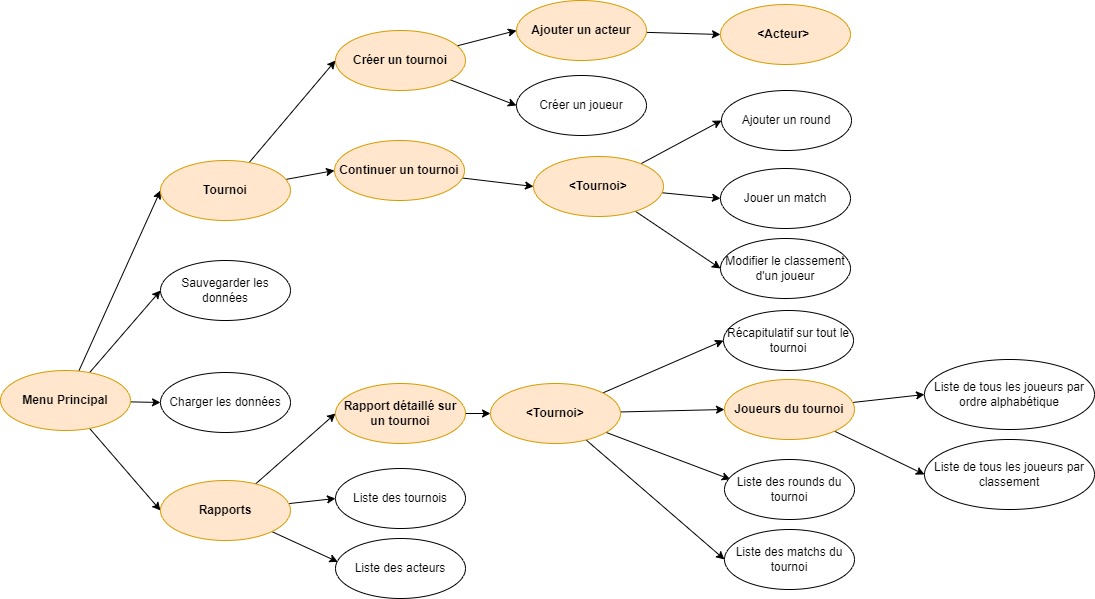 Ajouter un acteur
<Acteur>
Créer un tournoi
Créer un joueur
Ajouter un round
Continuer un tournoi
<Tournoi>
Tournoi
Jouer un match
Modifier le classement
d'un joueur
Sauvegarder les
données
Récapitulatif sur tout le
tournoi
Menu Principal
Charger les données
Rapport détaillé sur
un tournoi
<Tournoi>
Joueurs du tournoi
Liste de tous les joueurs par
ordre alphabétique
Liste de tous les joueurs par
classement
Rapports
Liste des tournois
Liste des rounds du
tournoi
Liste des acteurs
Liste des matchs du
tournoi